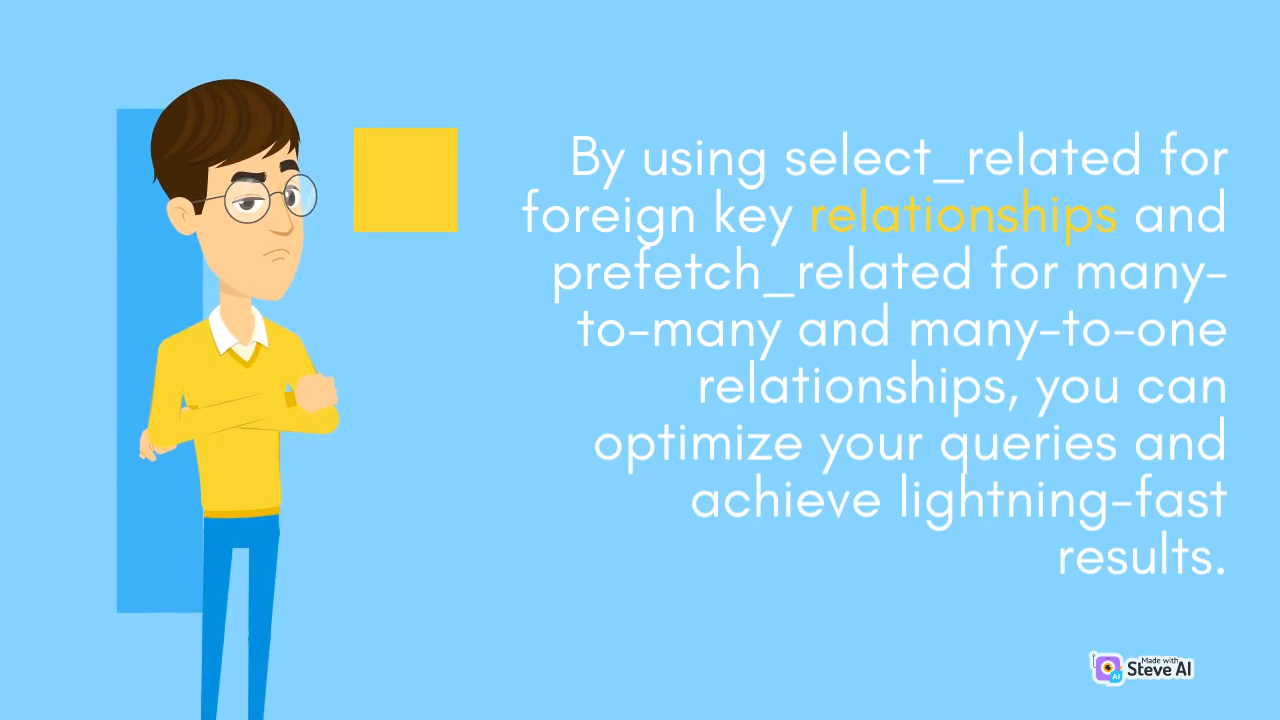 By using select_related for
foreign key relationships and
prefetch_related for many-
to-many and many-to-one
relationships, you can
optimize your queries and
achieve lightning-fast
results.
Made with
Steve AI
AI